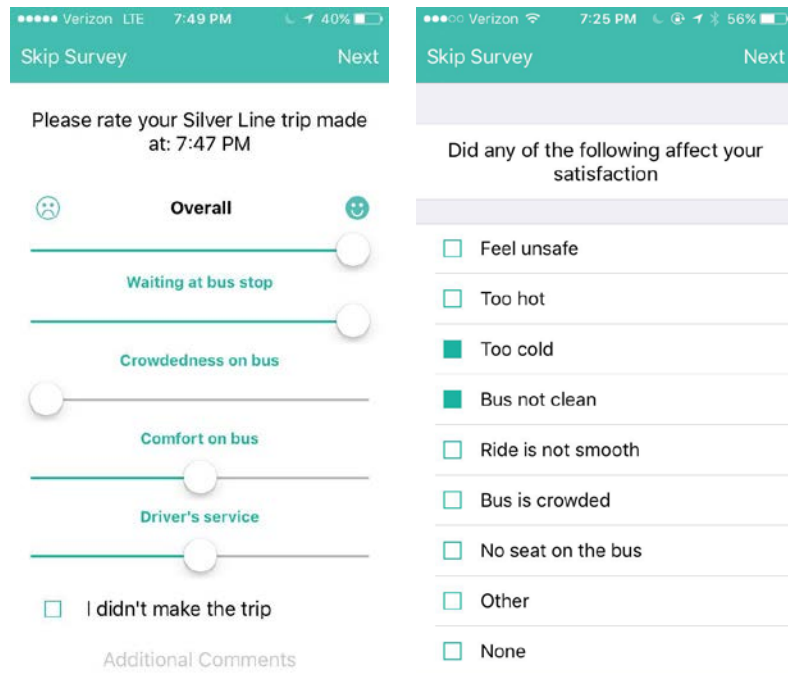 Verizon LTE 7:49 PM 40%
Skip Survey Next
Please rate your Silver Line trip made
at: 7:47 PM
Overall
Waiting at bus stop
Crowdedness on bus
Comfort on bus
Driver's service
I didn't make the trip
Additional Comments
Verizon 7:25 PM 56%
Skip Survey Next
Did any of the following affect your
satisfaction
Feel unsafe
Too hot
Too cold
Bus not clean
Ride is not smooth
Bus is crowded
No seat on the bus
Other
None